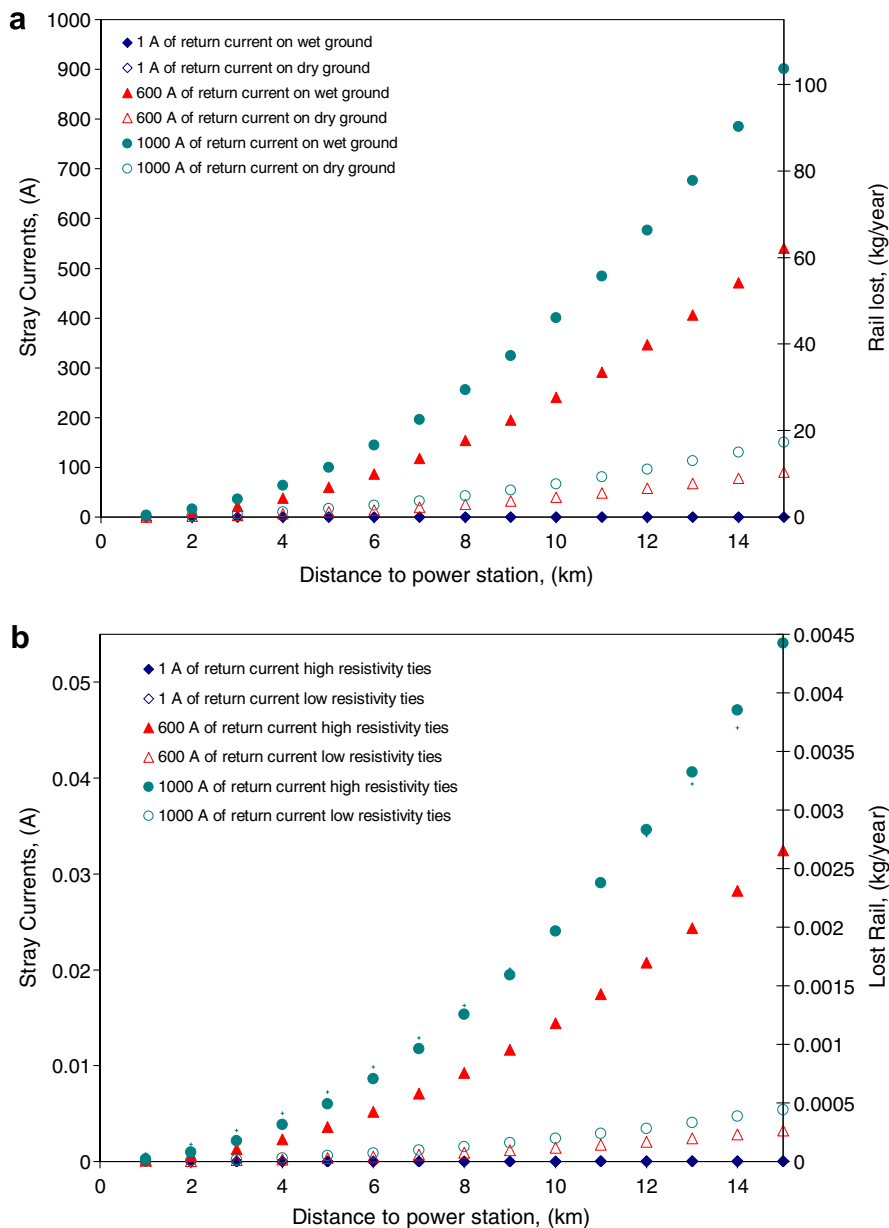 a
1000
900
800
700
600
500
400
300
200
100
0
Stray Currents, (A)
1 A of return current on wet ground
1 A of return current on dry ground
600 A of return current on wet ground
600 A of return current on dry ground
1000 A of return current on wet ground
1000 A of return current on dry ground
100
80
60
40
20
0
Rail lost, (kg/year)
0 2 4 6 8 10 12 14
Distance to power station, (km)
b
0.05
0.04
0.03
0.02
0.01
0
Stray Currents, (A)
1 A of return current high resistivity ties
1 A of return current low resistivity ties
600 A of return current high resistivity ties
600 A of return current low resistivity ties
1000 A of return current high resistivity ties
1000 A of return current low resistivity ties
0.0045
0.004
0.0035
0.003
0.0025
0.002
0.0015
0.001
0.0005
0
Lost Rail, (kg/year)
0 2 4 6 8 10 12 14
Distance to power station, (km)